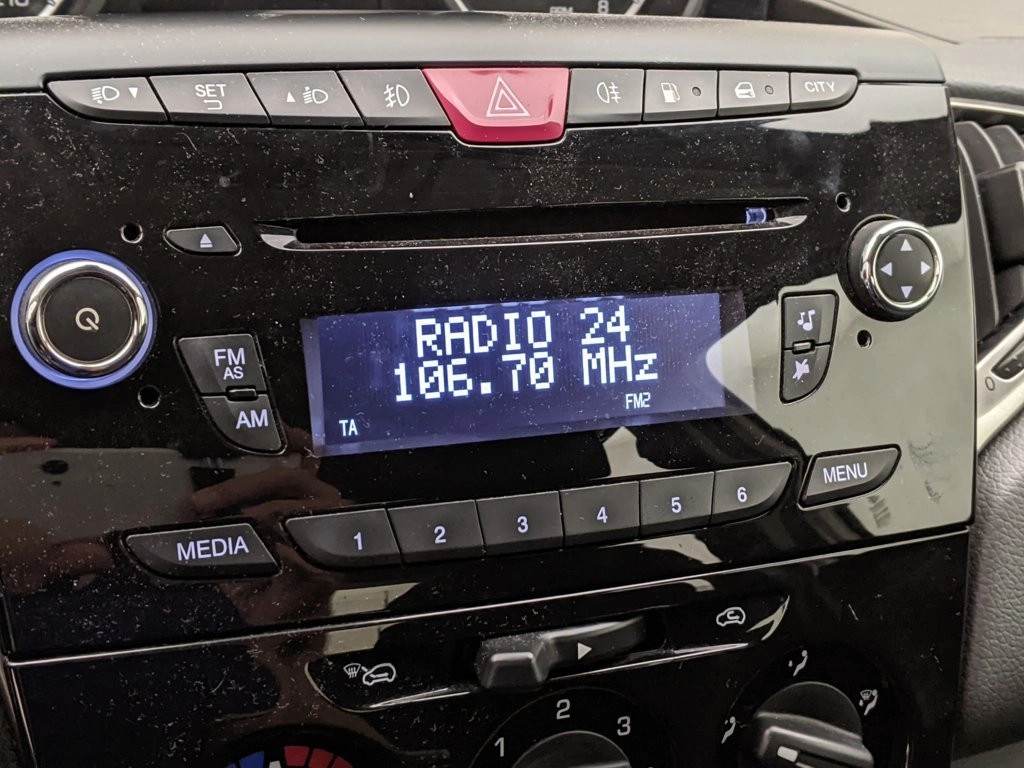 8
SET
CITY
FM
AS
AM
RADIO 24
106.70 MHz
FM2
TA
MENU
MEDIA
1
2
3
4
5
6
1
2
3